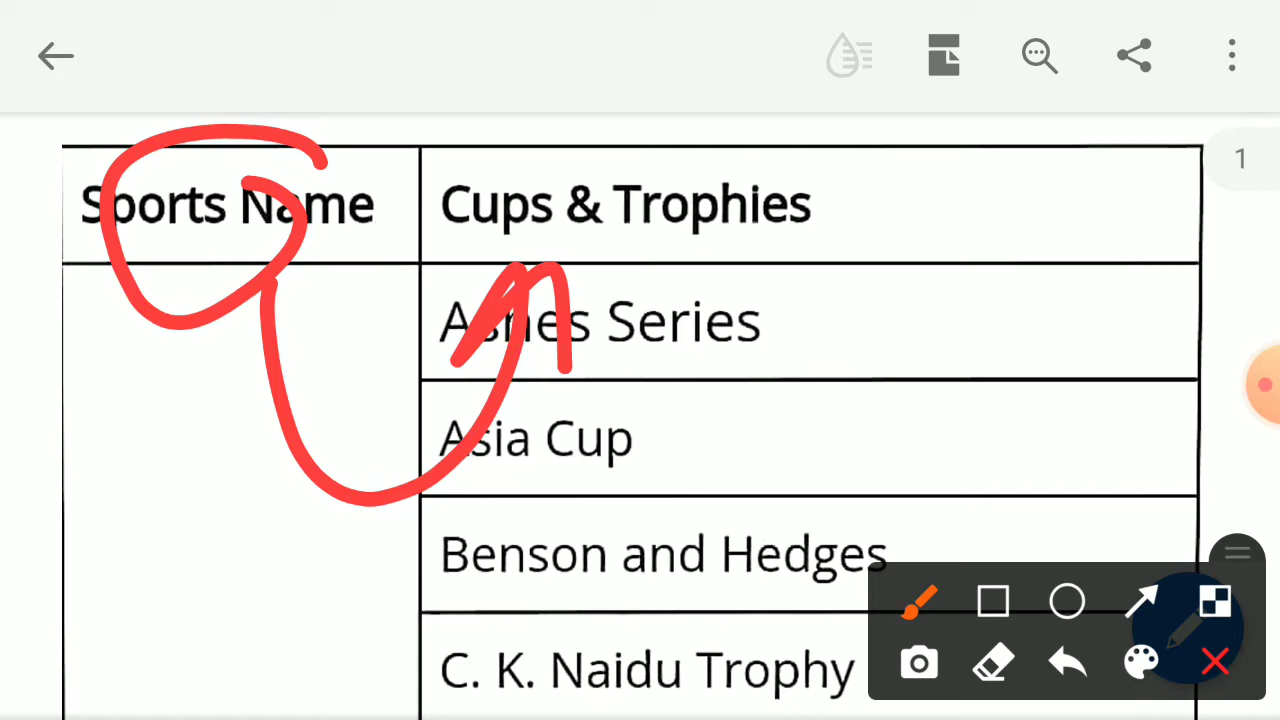 1
Sports Name Cups & Trophies
Ashes Series
Asia Cup
Benson and Hedges
C. K. Naidu Trophy